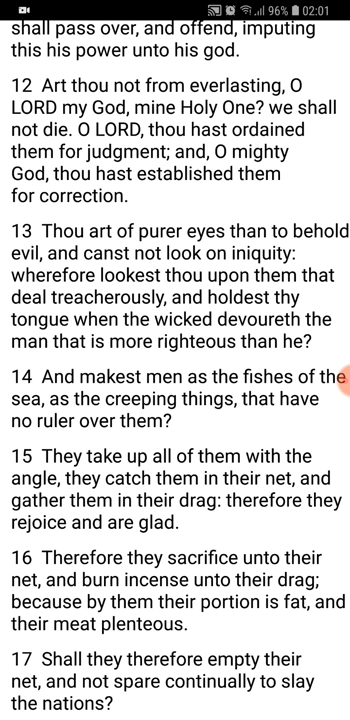 96% 02:01
shall pass over, and offend, imputing
this his power unto his god.
12 Art thou not from everlasting, O
LORD my God, mine Holy One? we shall
not die. O LORD, thou hast ordained
them for judgment; and, O mighty
God, thou hast established them
for correction.
13 Thou art of purer eyes than to behold
evil, and canst not look on iniquity:
wherefore lookest thou upon them that
deal treacherously, and holdest thy
tongue when the wicked devoureth the
man that is more righteous than he?
14 And makest men as the fishes of the
sea, as the creeping things, that have
no ruler over them?
15 They take up all of them with the
angle, they catch them in their net, and
gather them in their drag: therefore they
rejoice and are glad.
16 Therefore they sacrifice unto their
net, and burn incense unto their drag;
because by them their portion is fat, and
their meat plenteous.
17 Shall they therefore empty their
net, and not spare continually to slay
the nations?